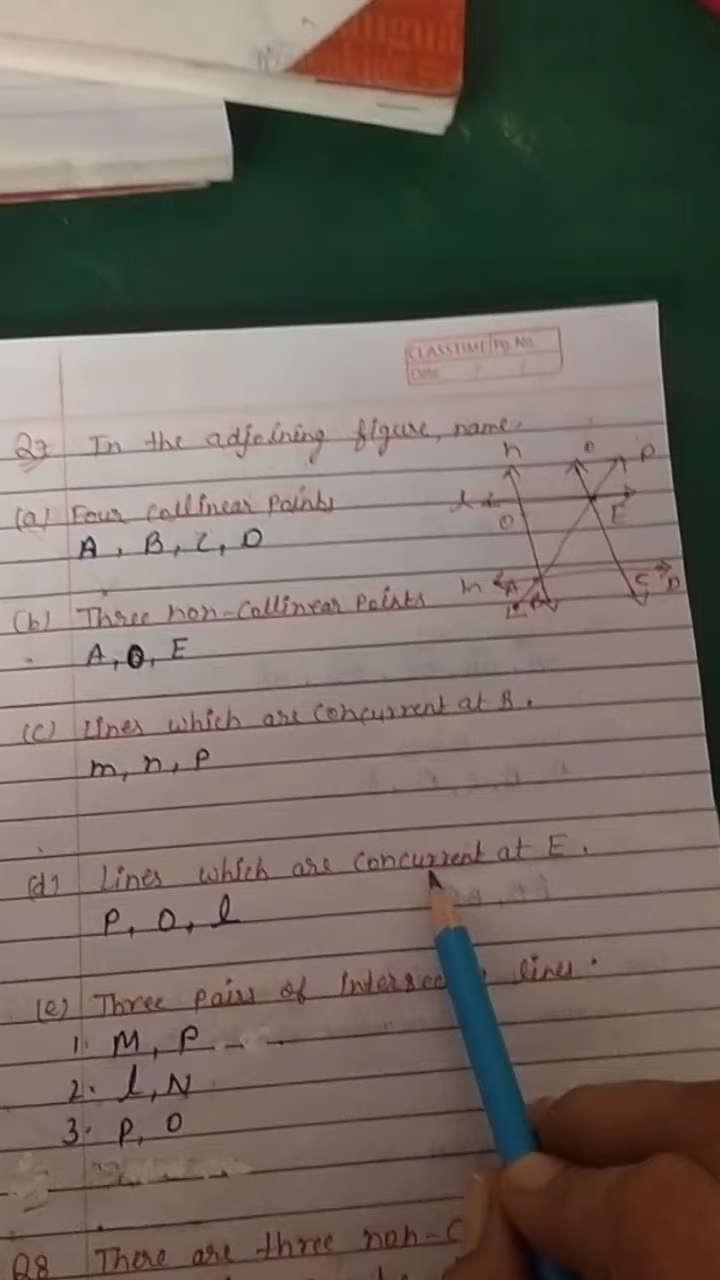 CLASSTIME Pg. No.
Date / /
Q7 In the adjoining figure, name.
(a) Four Collinear Points
A, B, C, D
(b) Three non-Collinear Points
A, O, E
(c) Lines which are concurrent at B.
m, n, p
(d) Lines which are concurrent at E.
P, O, l
(e) Three pairs of lines.
1. M, P
2. l, N
3. P, O
Q8 There are three non-C
n o p
l O E
m A C D